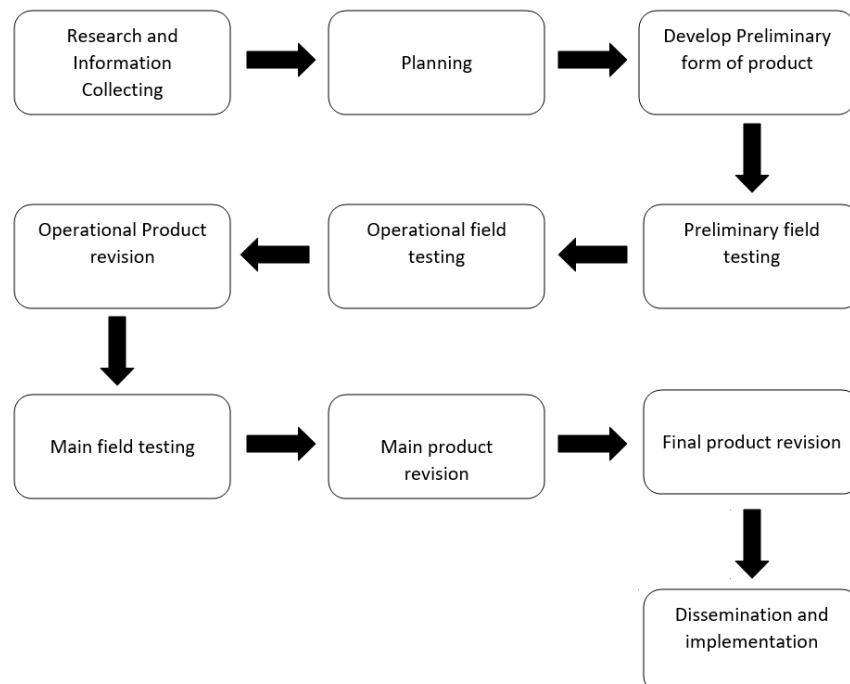 Research and
Information
Collecting
Planning
Develop Preliminary
form of product
Preliminary field
testing
Operational field
testing
Operational Product
revision
Main field testing
Main product
revision
Final product revision
Dissemination and
implementation